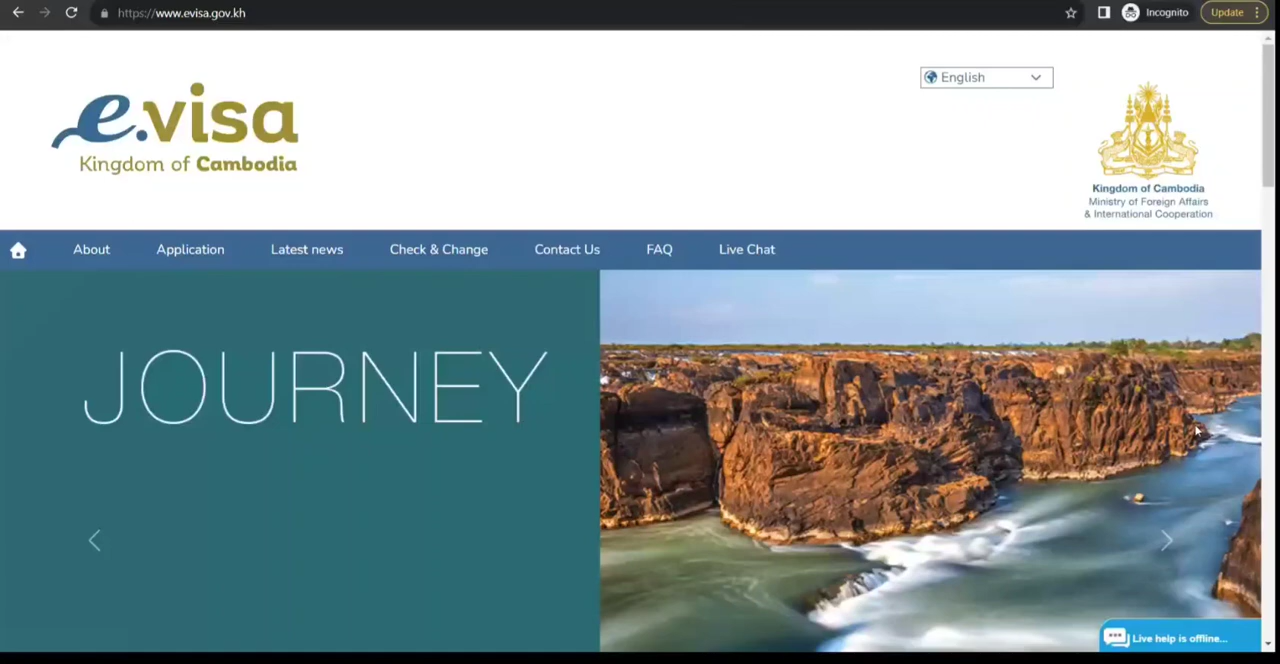 https://www.evisa.gov.kh
Incognito
Update
English
e.visa
Kingdom of Cambodia
Kingdom of Cambodia
Ministry of Foreign Affairs
& International Cooperation
About
Application
Latest news
Check & Change
Contact Us
FAQ
Live Chat
JOURNEY
Live help is offline...